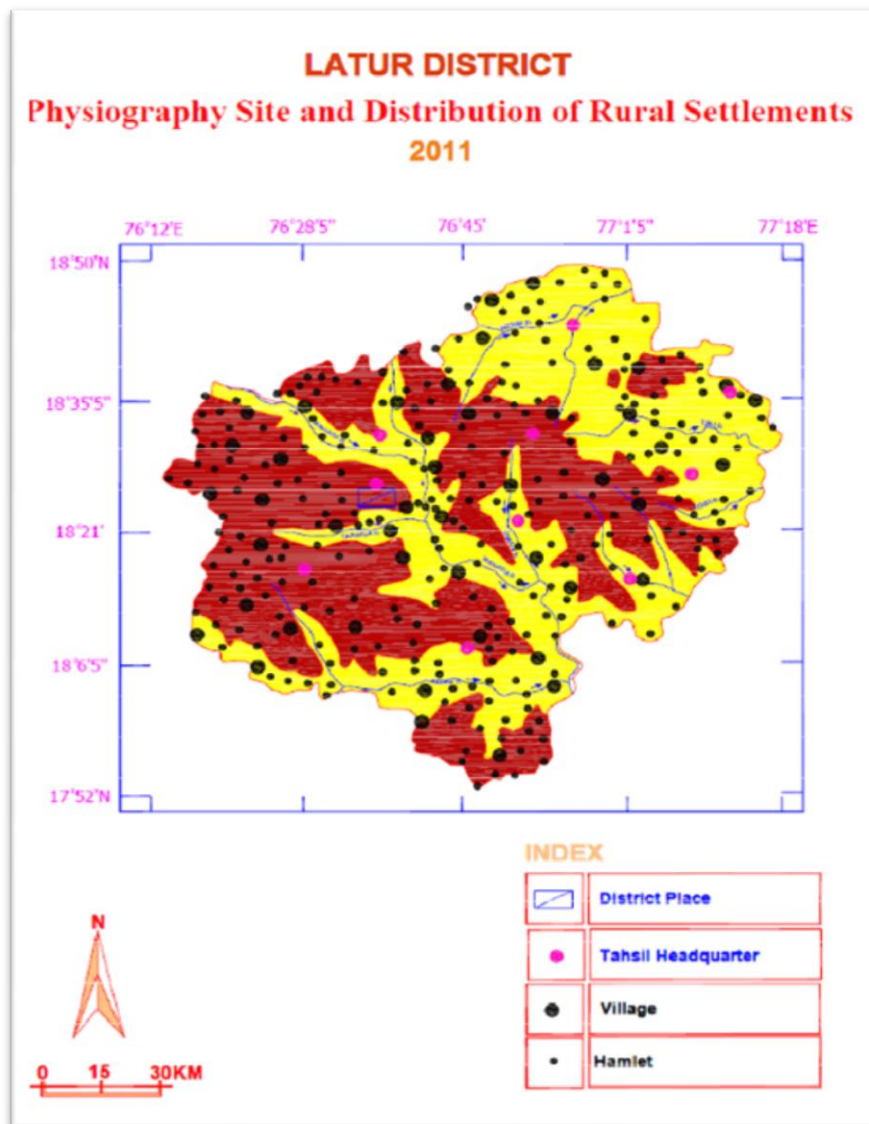 LATUR DISTRICT
Physiography Site and Distribution of Rural Settlements
2011
76°12'E 76°28'5" 76°45' 77°1'5" 77°18'E
18°50'N
18°35'5"
18°21'
18°6'5"
17°52'N
INDEX
District Place
Tahsil Headquarter
Village
Hamlet
N
0 15 30KM